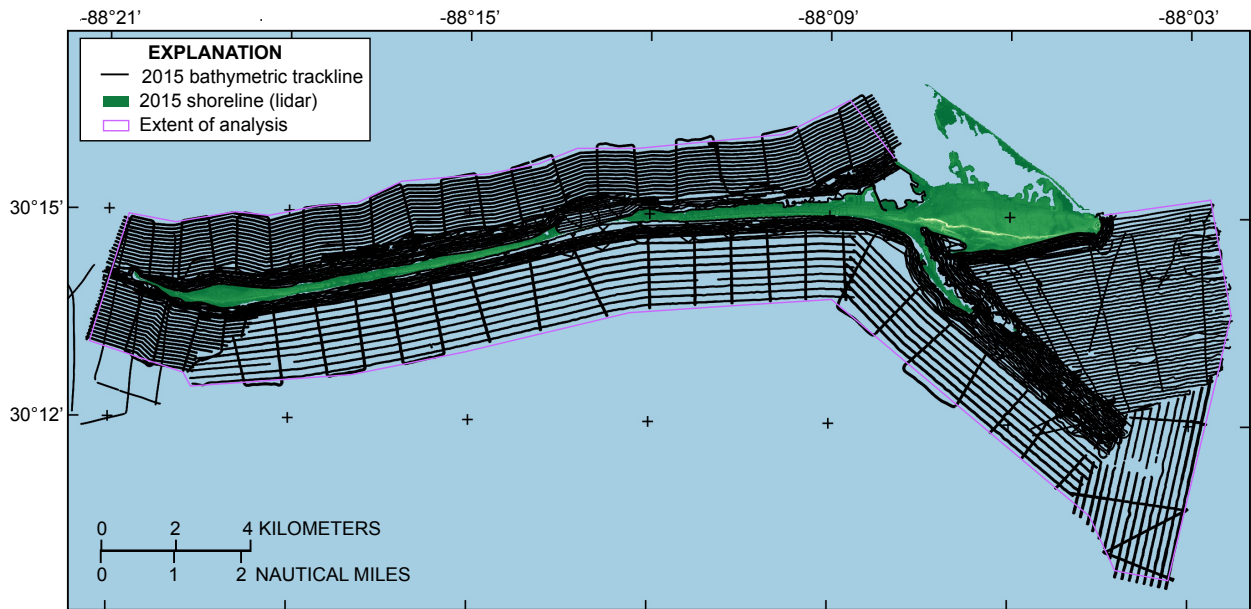 -88°21’ -88°15’ -88°09’ -88°03’
EXPLANATION
2015 bathymetric trackline
2015 shoreline (lidar)
Extent of analysis
30°15’
30°12’
0 2 4 KILOMETERS
0 1 2 NAUTICAL MILES